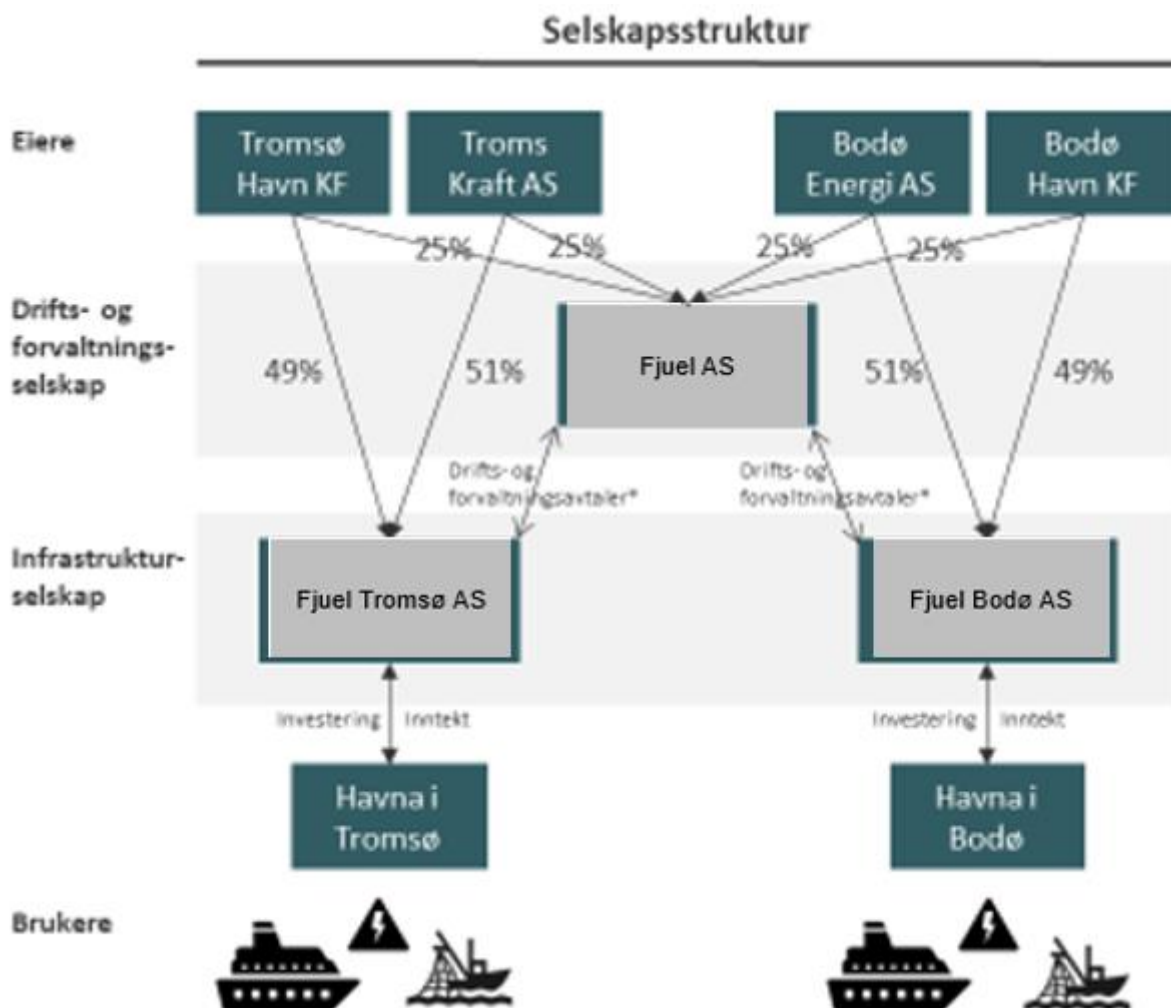 Selskapsstruktur
Eiere
Tromsø
Havn KF
Troms
Kraft AS
Bodø
Energi AS
Bodø
Havn KF
25%
25%
25%
25%
Drifts- og
forvaltnings-
selskap
49%
51%
Fjuel AS
51%
49%
Drifts- og
forvaltningsavtaler*
Drifts- og
forvaltningsavtaler*
Infrastruktur-
selskap
Fjuel Tromsø AS
Fjuel Bodø AS
Investering
Inntekt
Investering
Inntekt
Havna i
Tromsø
Havna i
Bodø
Brukere